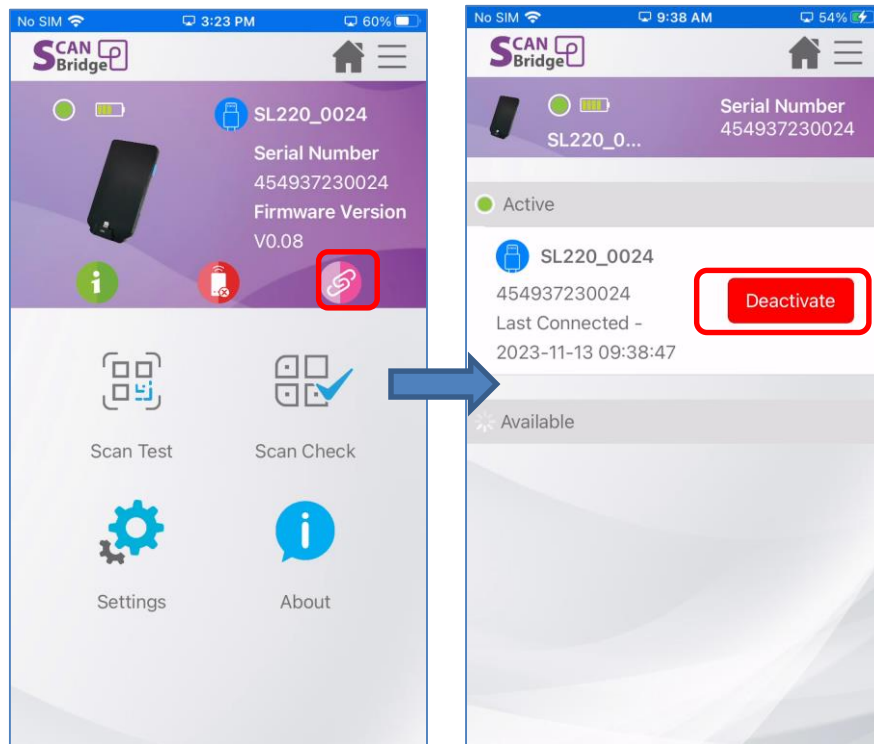 No SIM 3:23 PM 60%
SCAN
Bridge
SL220_0024
Serial Number
454937230024
Firmware Version
V0.08
i
Scan Test Scan Check
i
Settings About
No SIM 9:38 AM 54%
SCAN
Bridge
SL220_0...
Serial Number
454937230024
Active
SL220_0024
454937230024
Last Connected -
2023-11-13 09:38:47
Deactivate
Available